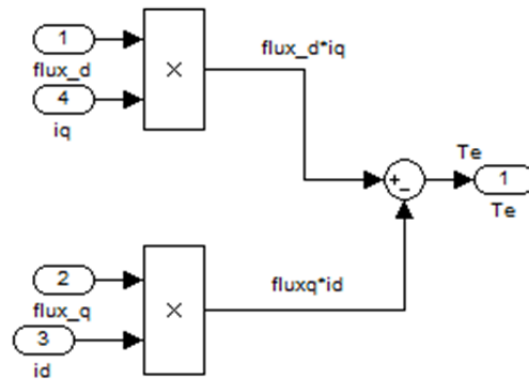 1
flux_d
4
iq
×
flux_d*iq
+
-
Te
1
Te
2
flux_q
3
id
×
fluxq*id